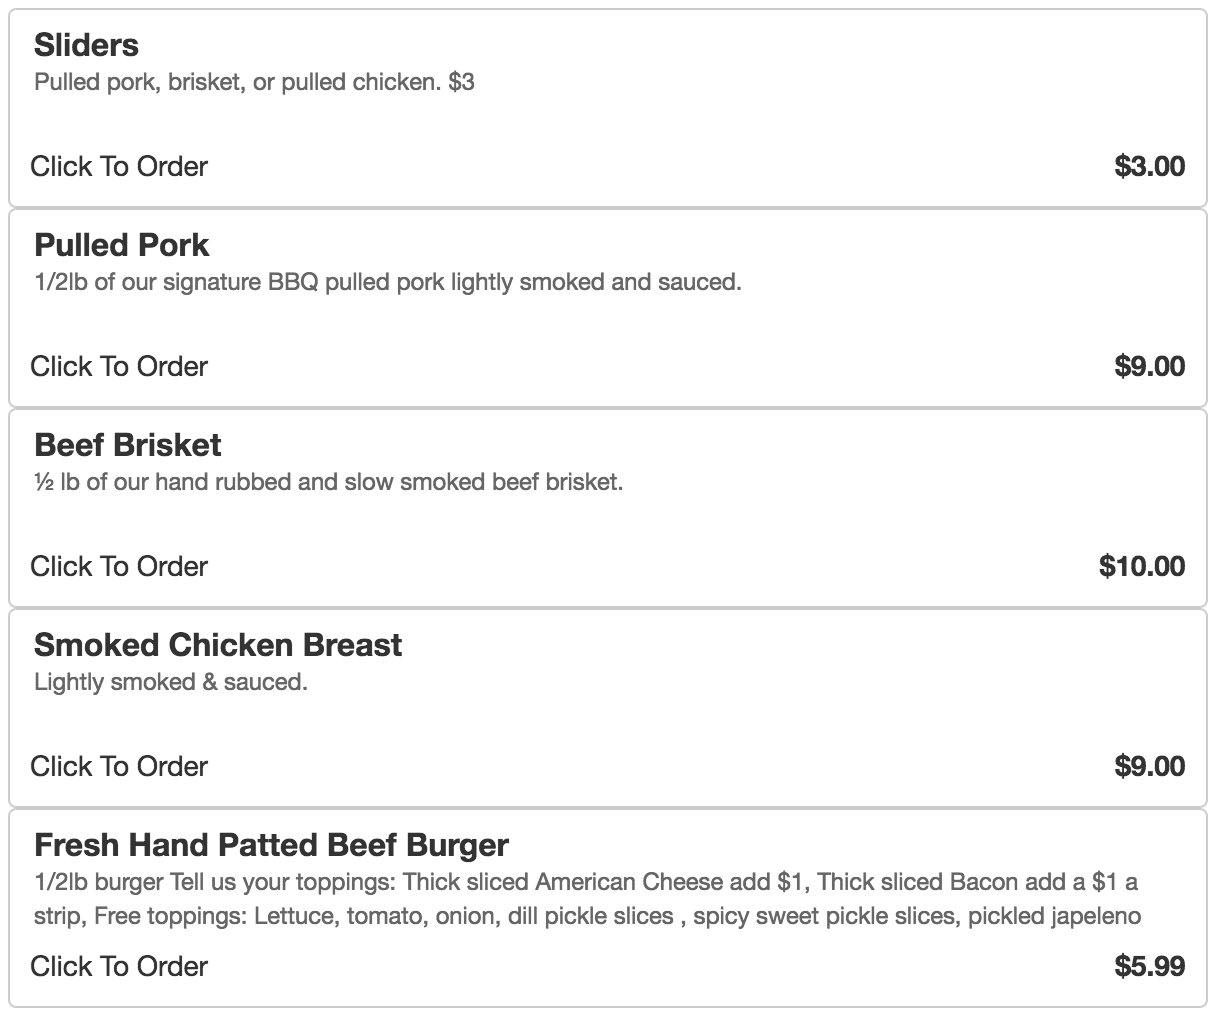 Sliders
Pulled pork, brisket, or pulled chicken. $3
Click To Order $3.00
Pulled Pork
1/2lb of our signature BBQ pulled pork lightly smoked and sauced.
Click To Order $9.00
Beef Brisket
½ lb of our hand rubbed and slow smoked beef brisket.
Click To Order $10.00
Smoked Chicken Breast
Lightly smoked & sauced.
Click To Order $9.00
Fresh Hand Patted Beef Burger
1/2lb burger Tell us your toppings: Thick sliced American Cheese add $1, Thick sliced Bacon add a $1 a
strip, Free toppings: Lettuce, tomato, onion, dill pickle slices , spicy sweet pickle slices, pickled japeleno
Click To Order $5.99